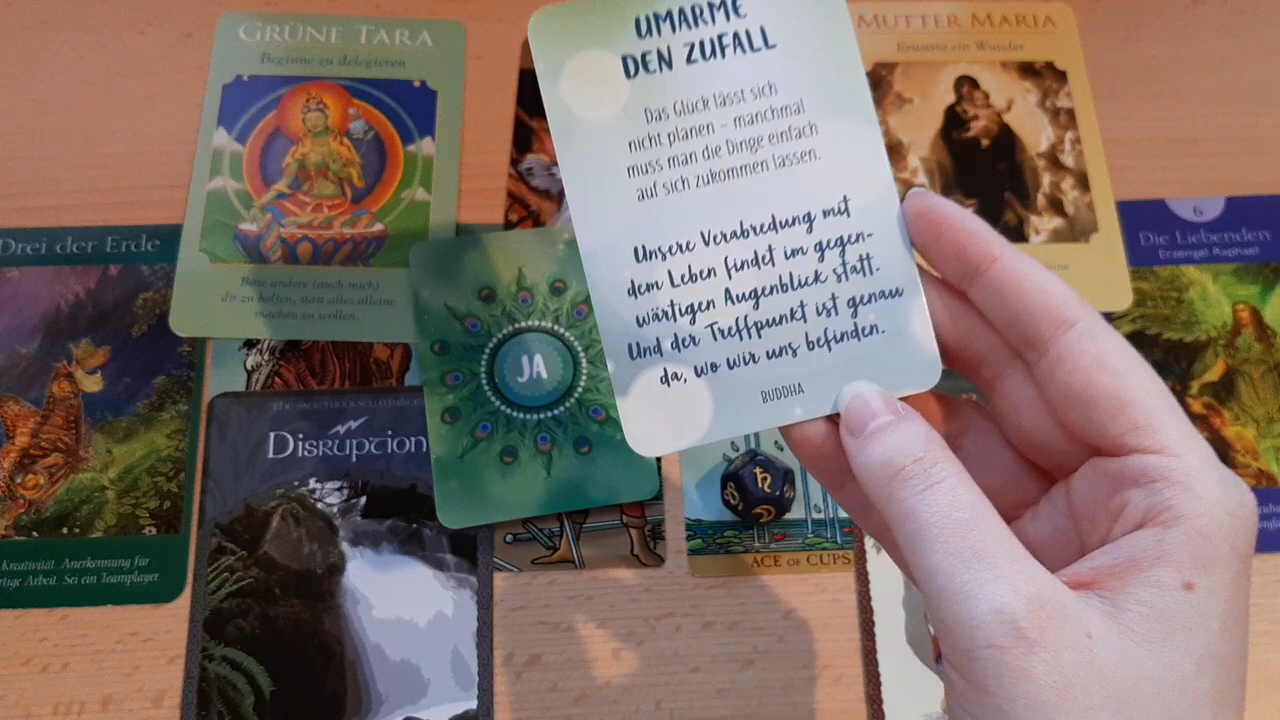 GRÜNE TARA
Beginne zu delegieren
Bitte andere (auch mich)
dir zu helfen, statt alles alleine
machen zu wollen.
UMARME
DEN ZUFALL
Das Glück lässt sich
nicht planen – manchmal
muss man die Dinge einfach
auf sich zukommen lassen.
Unsere Verabredung mit
dem Leben findet im gegen-
wärtigen Augenblick statt.
Und der Treffpunkt ist genau
da, wo wir uns befinden.
BUDDHA
MUTTER MARIA
Erwarte ein Wunder
Drei der Erde
Kreativität. Anerkennung für
Arbeit. Sei ein Teamplayer.
6
Die Liebenden
Erzengel Raphael
JA
DISRUPTION
♄
ACE OF CUPS